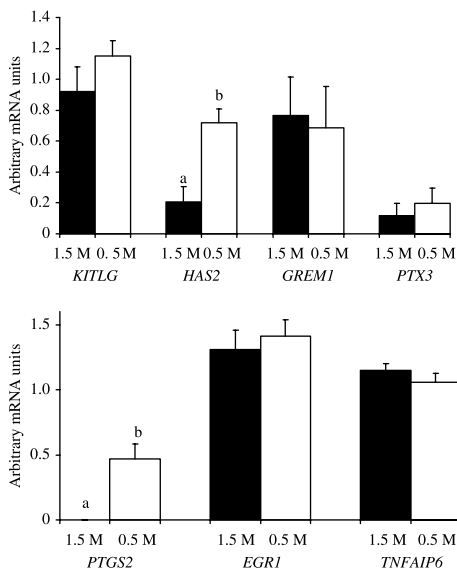 Arbitrary mRNA units
1.4
1.2
1.0
0.8
0.6
0.4
0.2
0
a
b
1.5 M 0.5 M 1.5 M 0.5 M 1.5 M 0.5 M 1.5 M 0.5 M
KITLG HAS2 GREM1 PTX3
Arbitrary mRNA units
1.5
1.0
0.5
0
a
b
1.5 M 0.5 M 1.5 M 0.5 M 1.5 M 0.5 M
PTGS2 EGR1 TNFAIP6